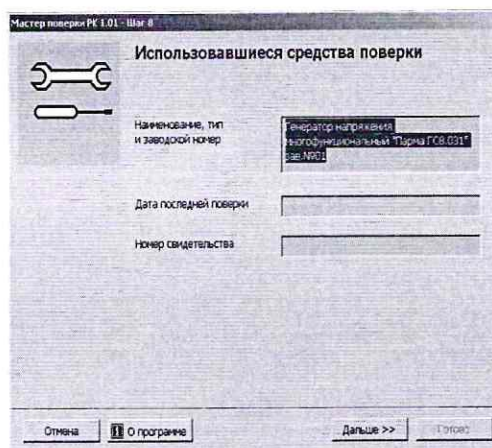 Мастер поверки РК 1.01 - Шаг 8
Использовавшиеся средства поверки
Наименование, тип
и заводской номер
Генератор напряжения
многофункциональный "Парма ГС8.031"
зав.№01
Дата последней поверки
Номер свидетельства
Отмена
О программе
Дальше >>
Готово